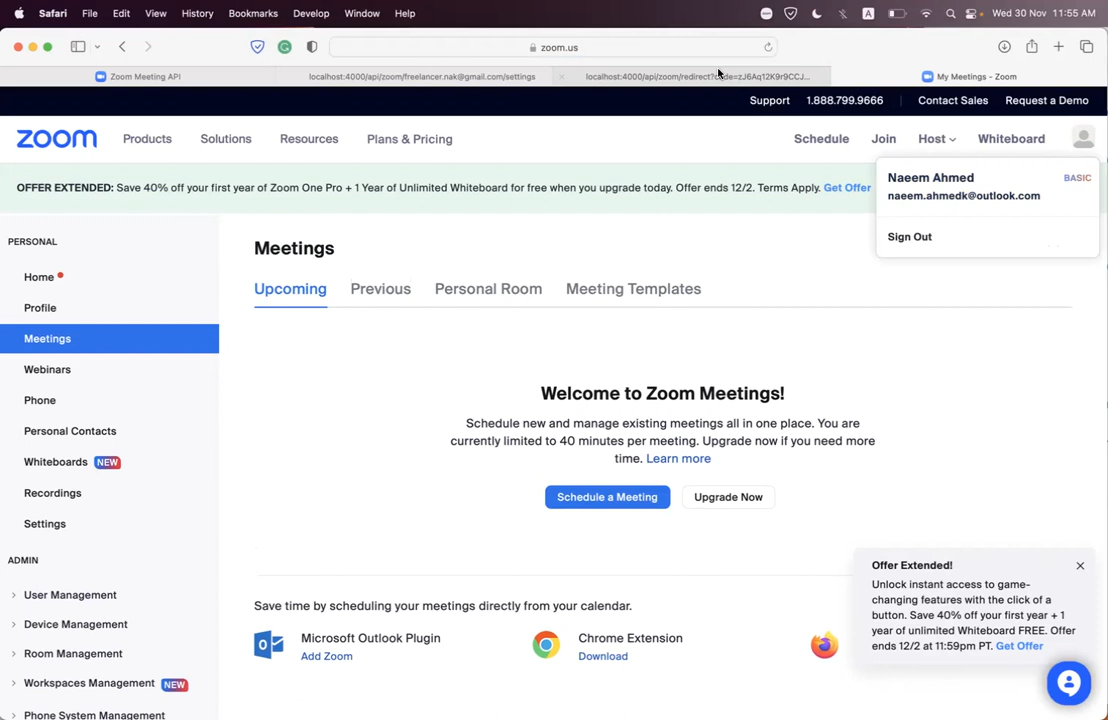 Safari File Edit View History Bookmarks Develop Window Help A Wed 30 Nov 11:55 AM
zoom.us
Zoom Meeting API localhost:4000/api/zoom/freelancer.nak@gmail.com/settings localhost:4000/api/zoom/redirect?code=zJ6Aq12K9r9CCJ... My Meetings - Zoom
Support 1.888.799.9666 Contact Sales Request a Demo
zoom Products Solutions Resources Plans & Pricing Schedule Join Host Whiteboard
OFFER EXTENDED: Save 40% off your first year of Zoom One Pro + 1 Year of Unlimited Whiteboard for free when you upgrade today. Offer ends 12/2. Terms Apply. Get Offer
Naeem Ahmed BASIC
naeem.ahmedk@outlook.com
Sign Out
PERSONAL
Home
Profile
Meetings
Webinars
Phone
Personal Contacts
Whiteboards NEW
Recordings
Settings
ADMIN
User Management
Device Management
Room Management
Workspaces Management NEW
Phone System Management
Meetings
Upcoming Previous Personal Room Meeting Templates
Welcome to Zoom Meetings!
Schedule new and manage existing meetings all in one place. You are
currently limited to 40 minutes per meeting. Upgrade now if you need more
time. Learn more
Schedule a Meeting Upgrade Now
Save time by scheduling your meetings directly from your calendar.
Microsoft Outlook Plugin
Add Zoom
Chrome Extension
Download
Offer Extended!
Unlock instant access to game-
changing features with the click of a
button. Save 40% off your first year + 1
year of unlimited Whiteboard FREE. Offer
ends 12/2 at 11:59pm PT. Get Offer